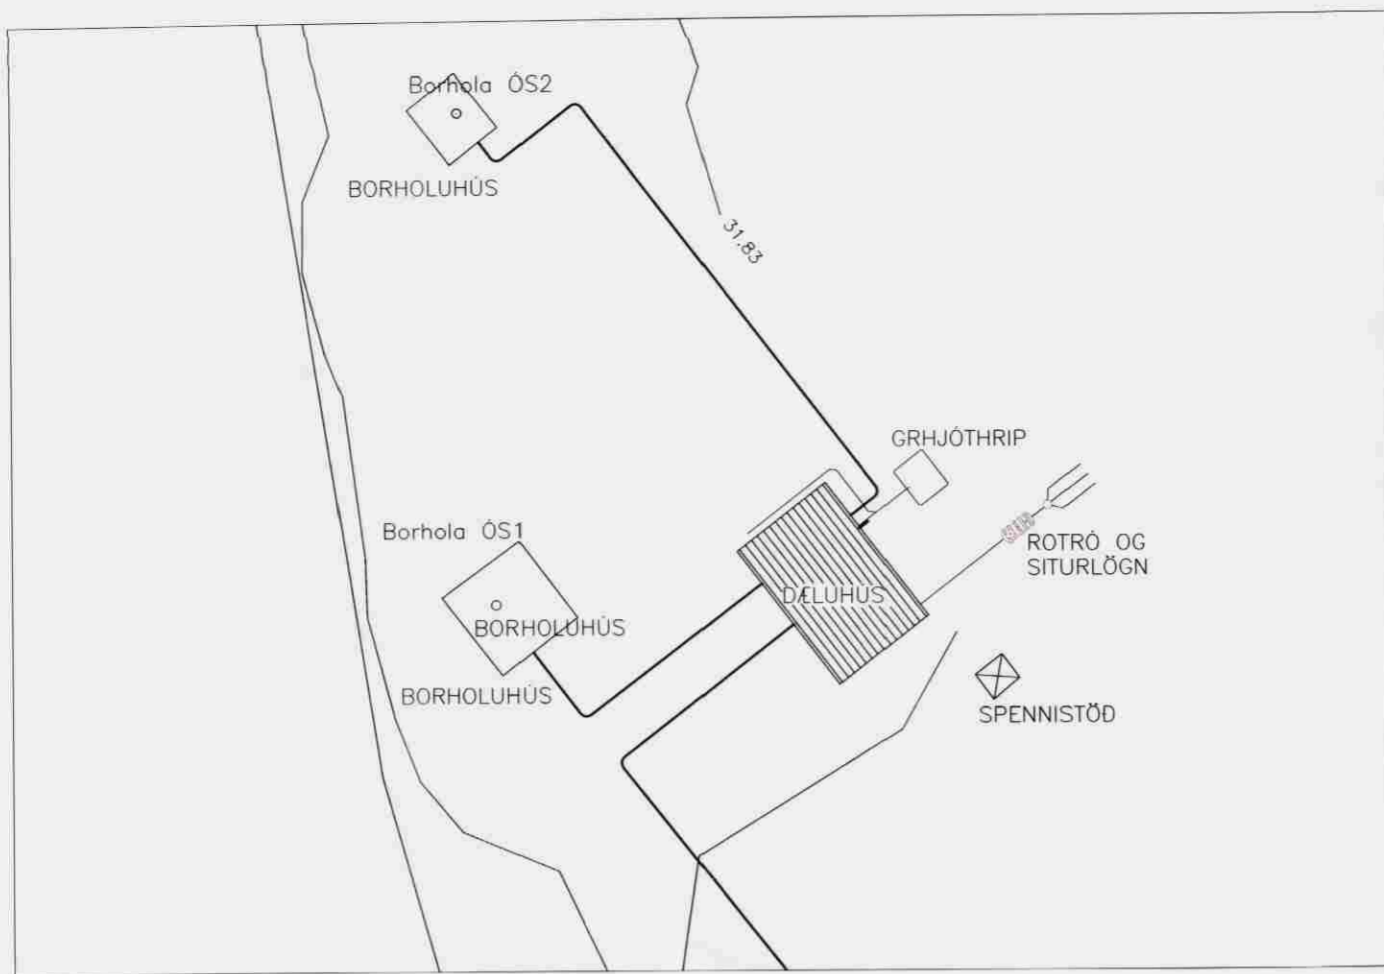 Borhola ÓS2
BORHOLUHÚS
31,83
GRHJÓTHRIP
Borhola ÓS1
ROTRÓ OG
SITURLÖGN
DÆLUHÚS
BORHOLUHÚS
BORHOLUHÚS
SPENNISTÖÐ